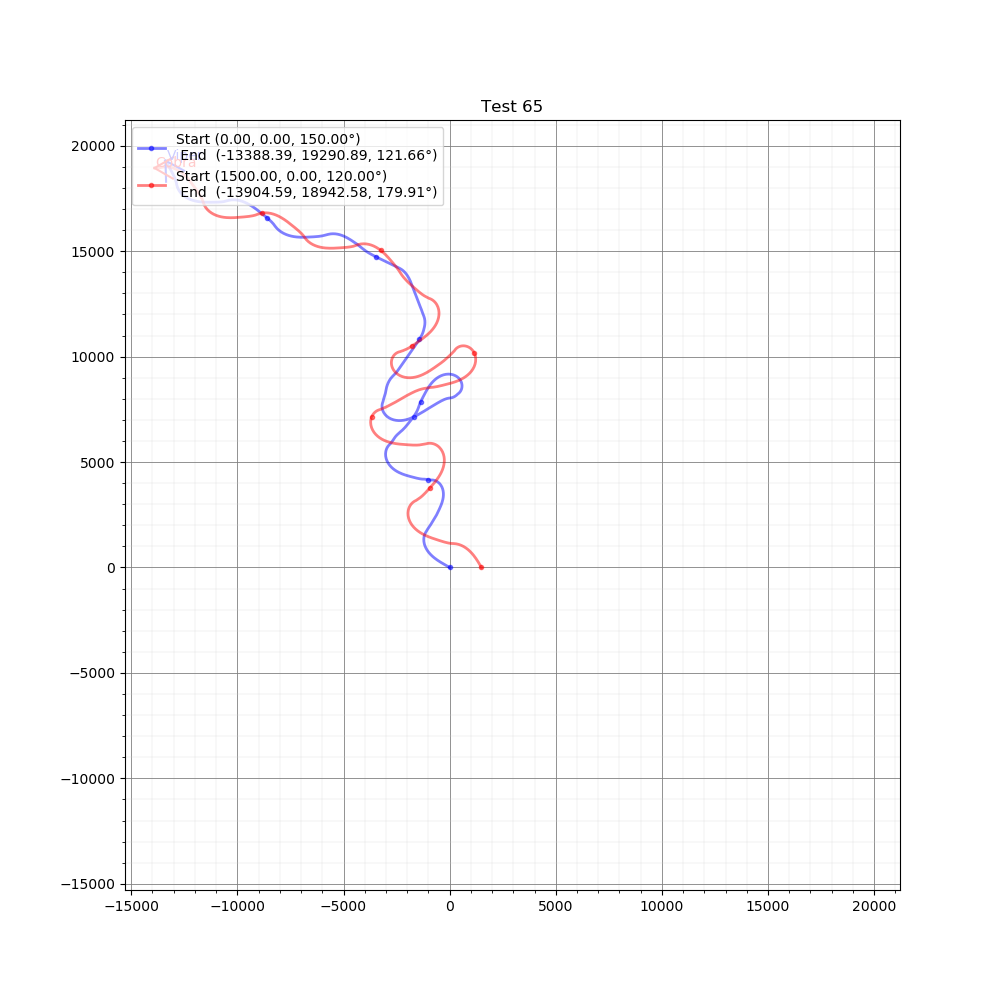 Test 65
Start (0.00, 0.00, 150.00°)
End (-13388.39, 19290.89, 121.66°)
Start (1500.00, 0.00, 120.00°)
End (-13904.59, 18942.58, 179.91°)
20000
15000
10000
5000
0
−5000
−10000
−15000
−15000 −10000 −5000 0 5000 10000 15000 20000